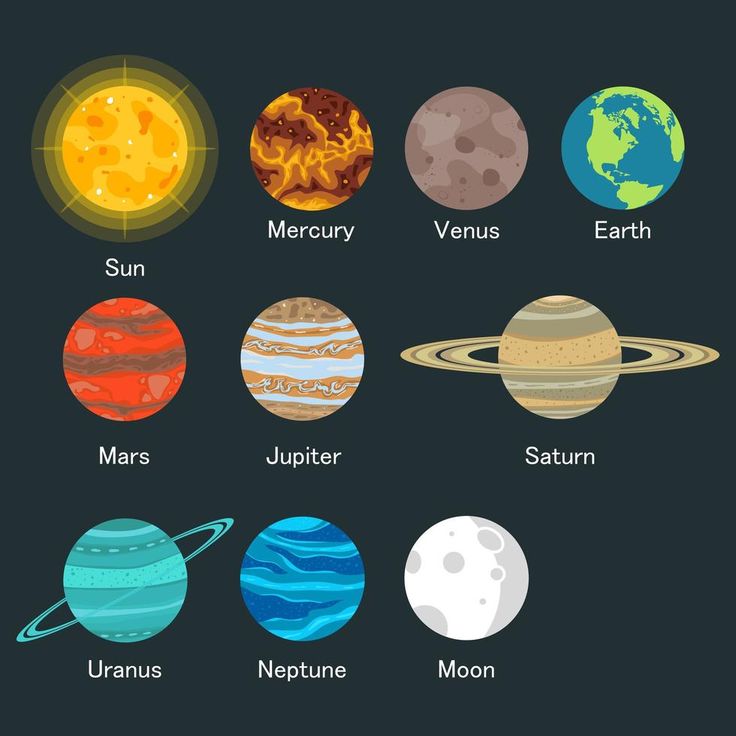 Sun
Mercury
Venus
Earth
Mars
Jupiter
Saturn
Uranus
Neptune
Moon